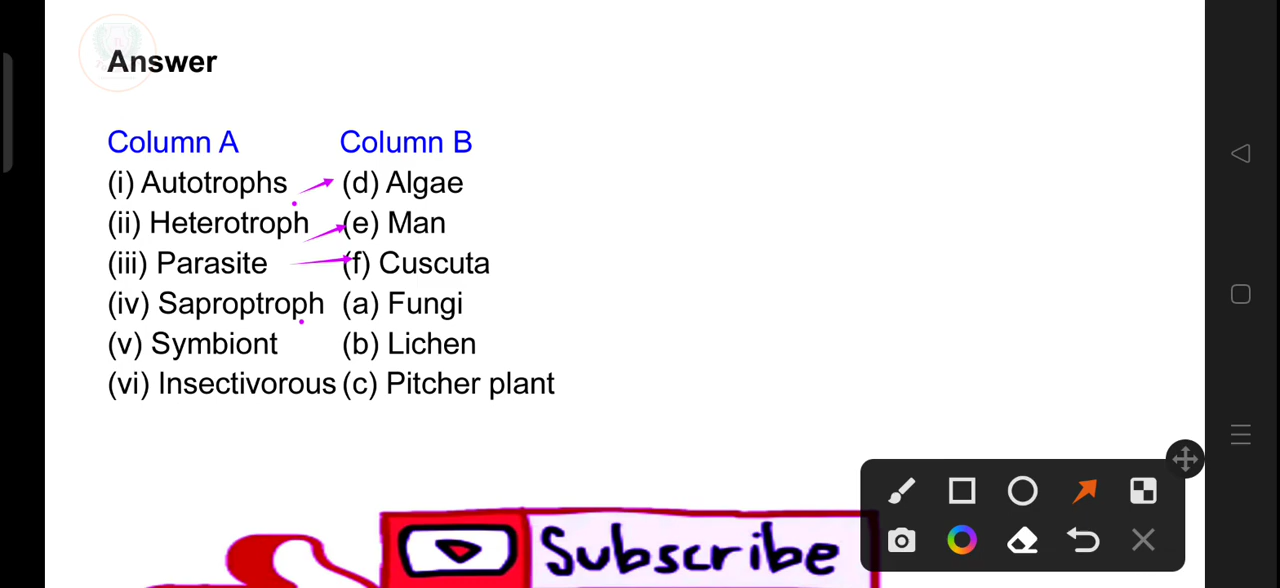 Answer
Column A Column B
(i) Autotrophs (d) Algae
(ii) Heterotroph (e) Man
(iii) Parasite (f) Cuscuta
(iv) Saproptroph (a) Fungi
(v) Symbiont (b) Lichen
(vi) Insectivorous (c) Pitcher plant
Subscribe